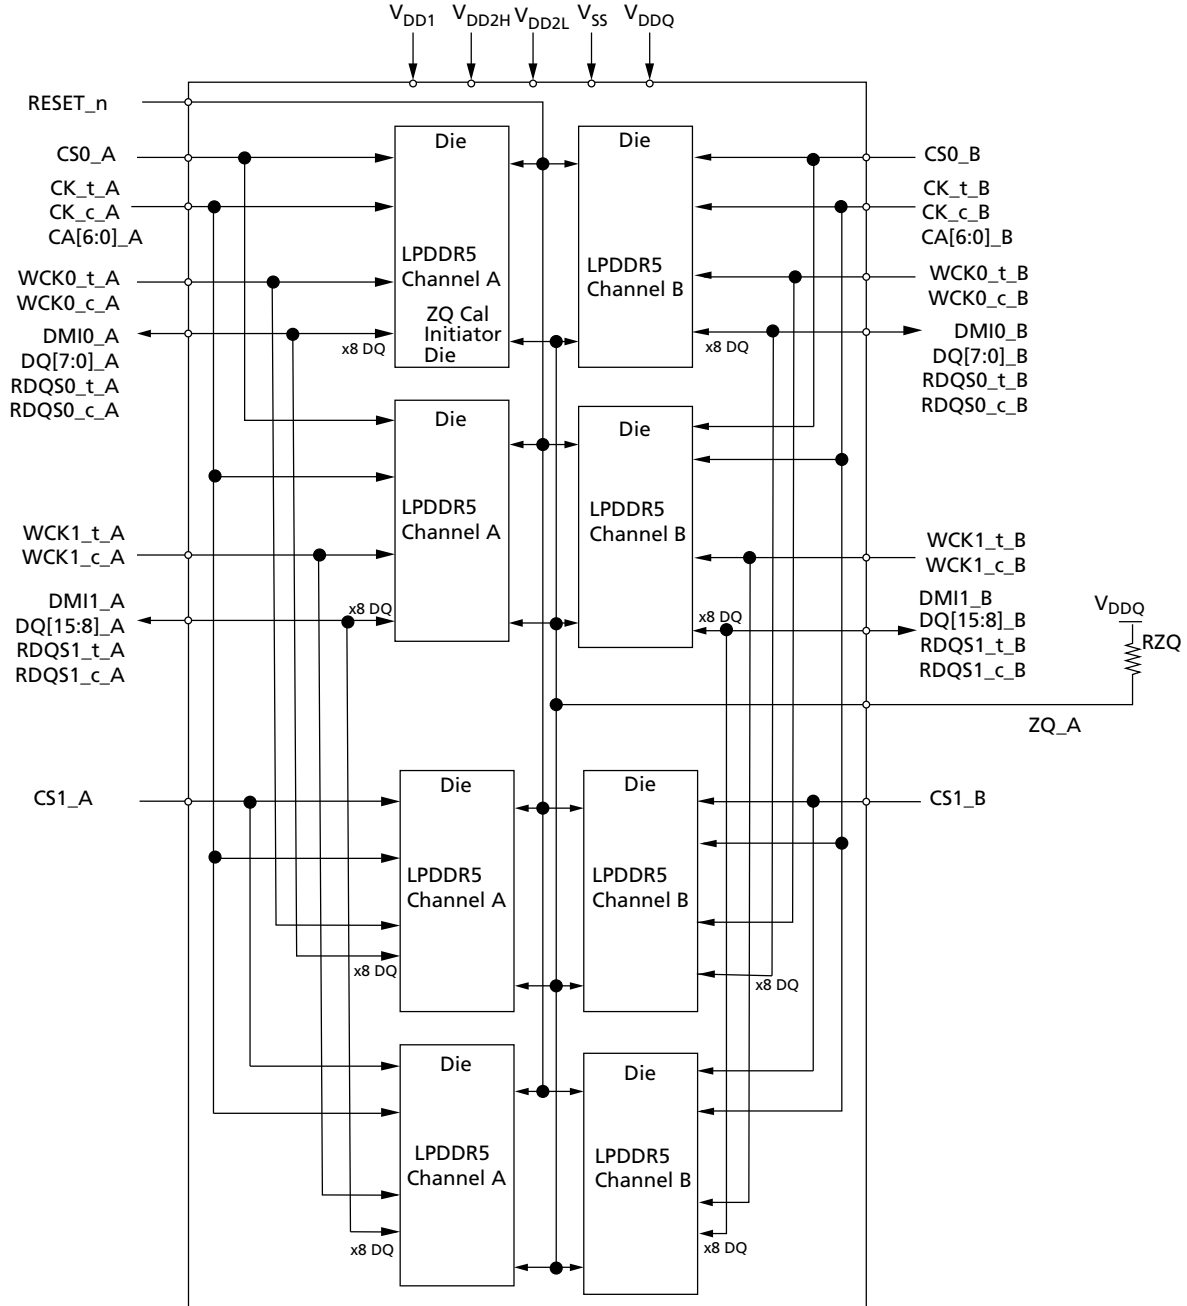 VDD1 VDD2H VDD2L VSS VDDQ
RESET_n
CS0_A
CK_t_A
CK_c_A
CA[6:0]_A
WCK0_t_A
WCK0_c_A
DMI0_A
DQ[7:0]_A
RDQS0_t_A
RDQS0_c_A
WCK1_t_A
WCK1_c_A
DMI1_A
DQ[15:8]_A
RDQS1_t_A
RDQS1_c_A
CS1_A
Die
LPDDR5
Channel A
ZQ Cal
Initiator
Die
x8 DQ
Die
LPDDR5
Channel B
x8 DQ
Die
LPDDR5
Channel A
x8 DQ
Die
LPDDR5
Channel B
x8 DQ
Die
LPDDR5
Channel A
x8 DQ
Die
LPDDR5
Channel B
x8 DQ
Die
LPDDR5
Channel A
x8 DQ
Die
LPDDR5
Channel B
x8 DQ
CS0_B
CK_t_B
CK_c_B
CA[6:0]_B
WCK0_t_B
WCK0_c_B
DMI0_B
DQ[7:0]_B
RDQS0_t_B
RDQS0_c_B
WCK1_t_B
WCK1_c_B
DMI1_B
DQ[15:8]_B
RDQS1_t_B
RDQS1_c_B
VDDQ
RZQ
ZQ_A
CS1_B